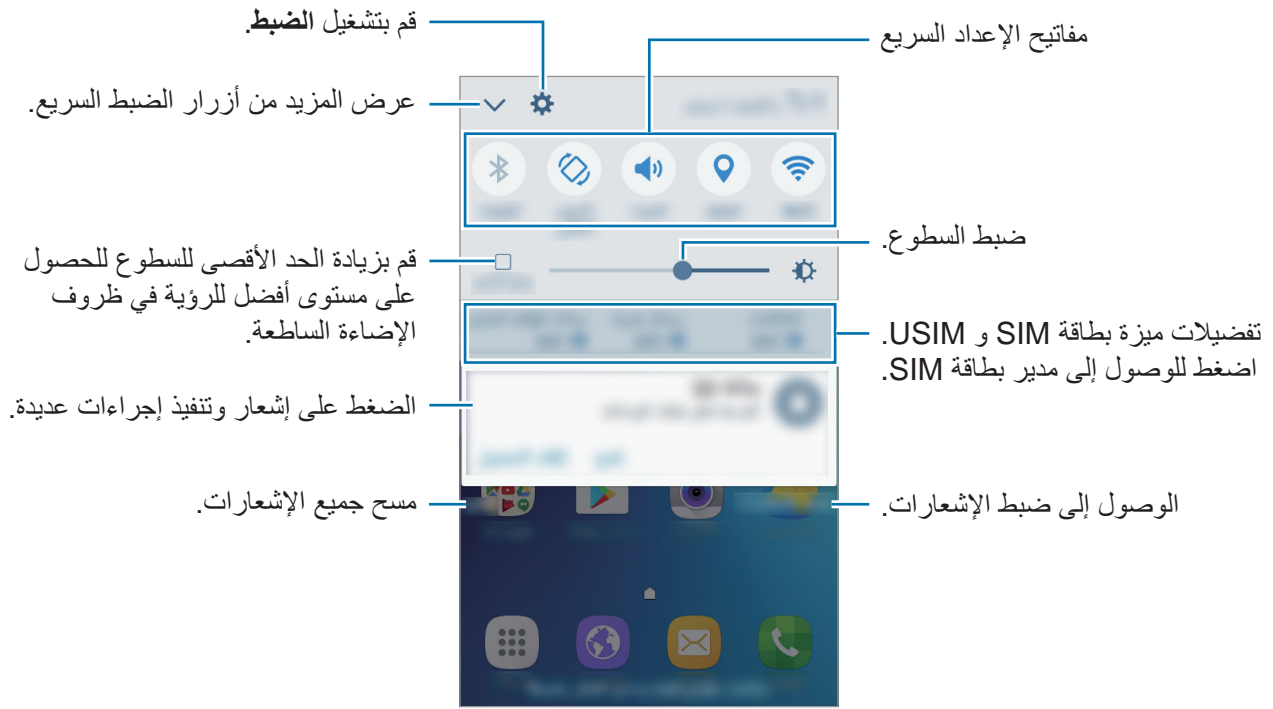 قم بتشغيل الضبط.
مفاتيح الإعداد السريع
عرض المزيد من أزرار الضبط السريع.
ضبط السطوع.
قم بزيادة الحد الأقصى للسطوع للحصول
على مستوى أفضل للرؤية في ظروف
الإضاءة الساطعة.
تفضيلات ميزة بطاقة SIM و USIM.
اضغط للوصول إلى مدير بطاقة SIM.
الضغط على إشعار وتنفيذ إجراءات عديدة.
مسح جميع الإشعارات.
الوصول إلى ضبط الإشعارات.